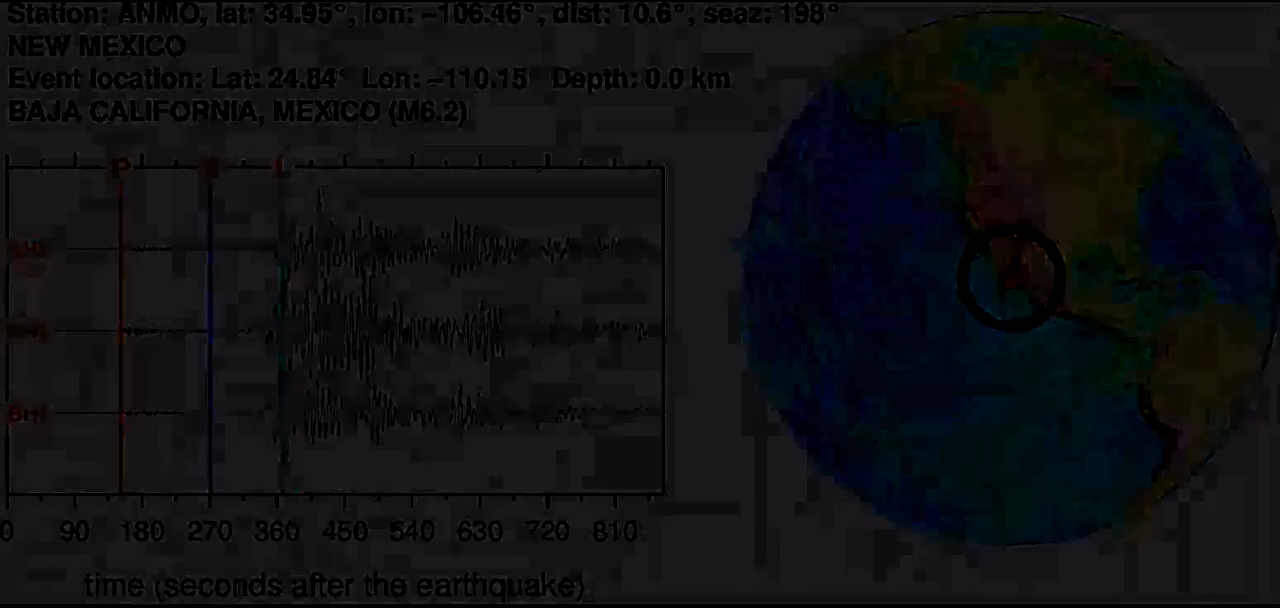 Station: ANMO, lat: 34.95°, lon: −106.46°, dist: 10.6°, seaz: 198°
NEW MEXICO
Event location: Lat: 24.84° Lon: −110.15° Depth: 0.0 km
BAJA CALIFORNIA, MEXICO (M6.2)
P L
0 90 180 270 360 450 540 630 720 810
time (seconds after the earthquake)